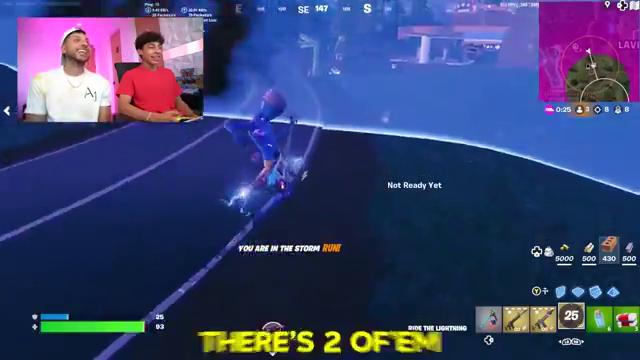 E
SE 147
S
LAVI
0:25 3 8 8
Not Ready Yet
YOU ARE IN THE STORM RUN!
5000 500 430 500
25
25
93
RIDE THE LIGHTNING
THERE'S 2 OF'EM